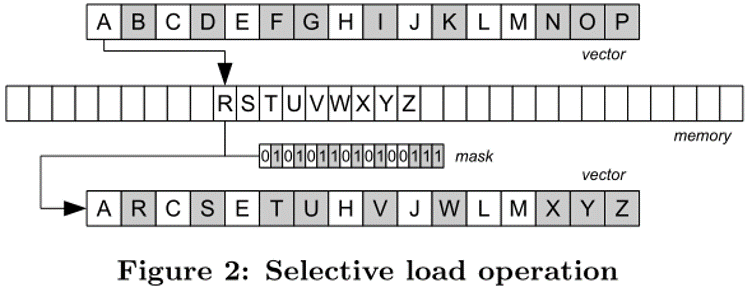 A B C D E F G H I J K L M N O P
vector
R S T U V W X Y Z
memory
0101011010100111 mask
vector
A R C S E T U H V J W L M X Y Z
Figure 2: Selective load operation